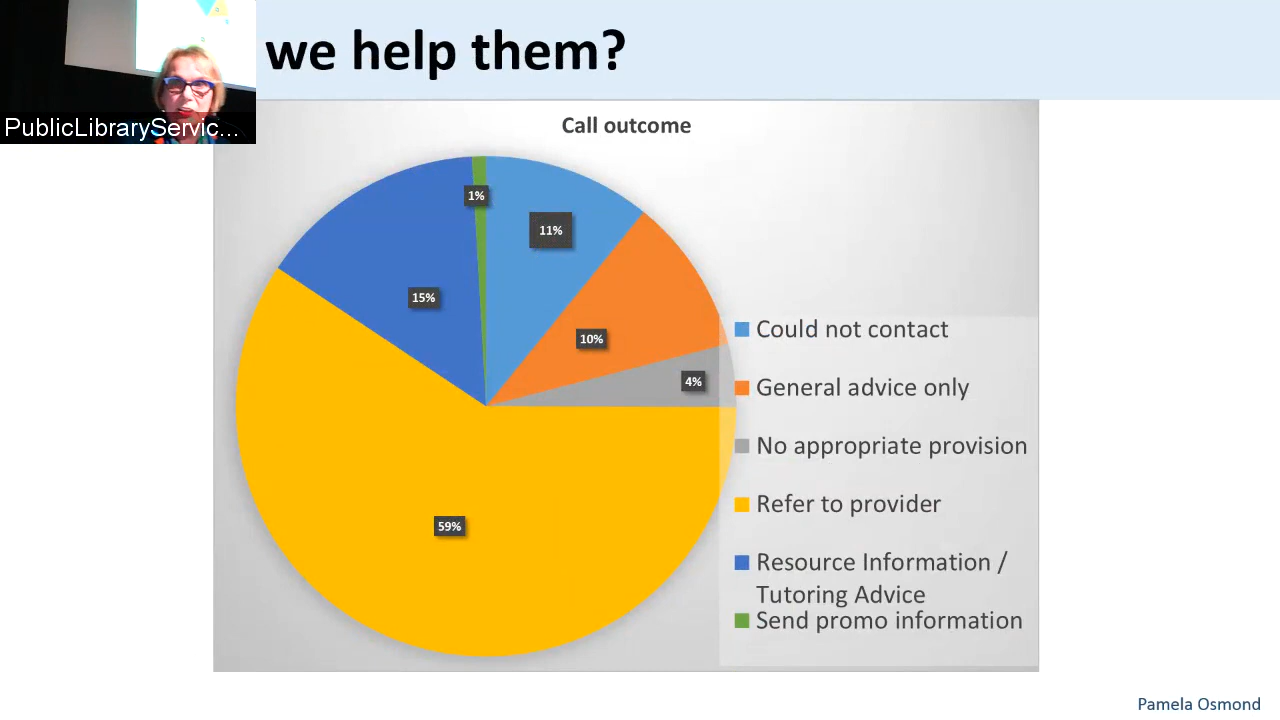 we help them?
PublicLibraryServic...
Call outcome
1%
11%
15%
10%
4%
59%
Could not contact
General advice only
No appropriate provision
Refer to provider
Resource Information /
Tutoring Advice
Send promo information
Pamela Osmond